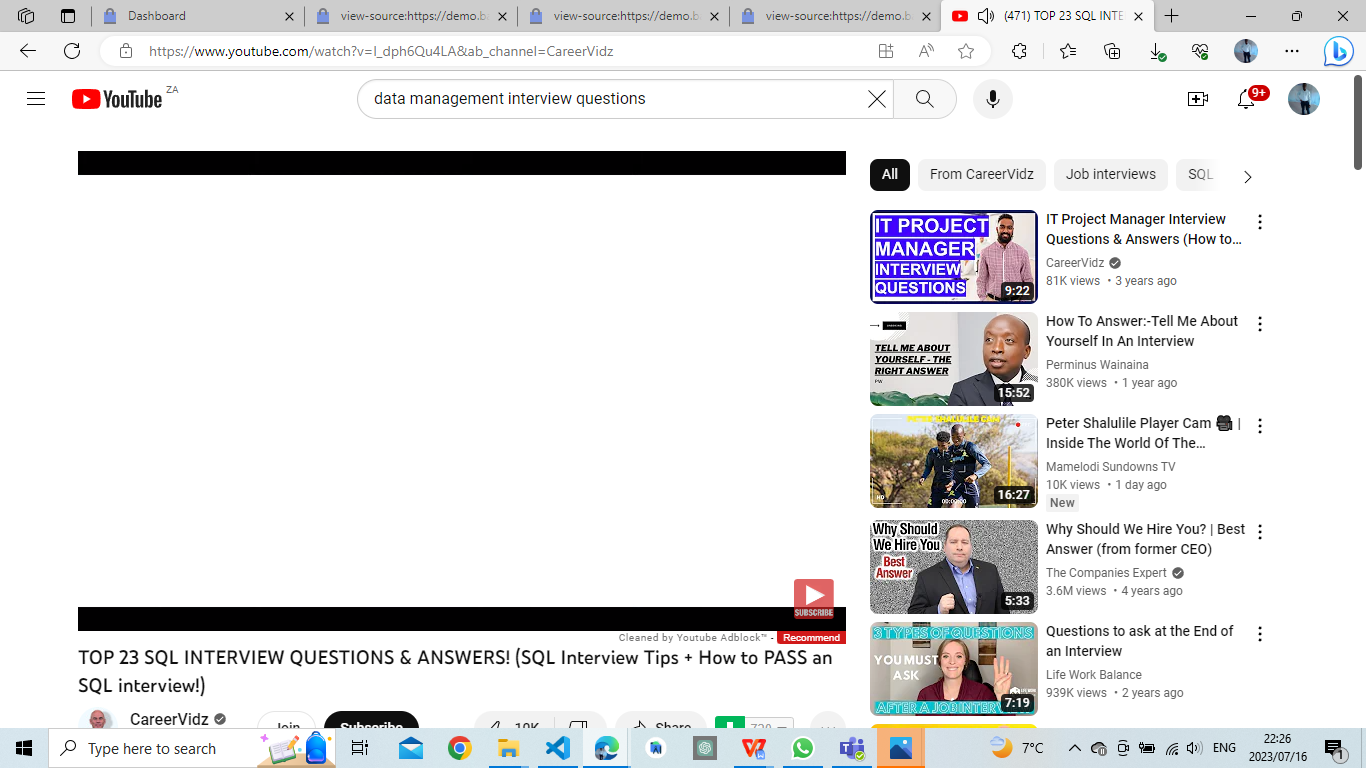 Dashboard
view-source:https://demo.b
view-source:https://demo.b
view-source:https://demo.b
(471) TOP 23 SQL INTE
https://www.youtube.com/watch?v=I_dph6Qu4LA&ab_channel=CareerVidz
YouTube ZA
data management interview questions
9+
All
From CareerVidz
Job interviews
SQL
IT PROJECT
MANAGER
INTERVIEW
QUESTIONS
9:22
IT Project Manager Interview
Questions & Answers (How to…
CareerVidz
81K views • 3 years ago
TELL ME ABOUT
YOURSELF - THE
RIGHT ANSWER
PW
15:52
How To Answer:-Tell Me About
Yourself In An Interview
Perminus Wainaina
380K views • 1 year ago
PETER SHALULILE PLAYER CAM
HD
00:00:00
16:27
Peter Shalulile Player Cam 🎥 |
Inside The World Of The…
Mamelodi Sundowns TV
10K views • 1 day ago
New
Why Should
We Hire You
Best
Answer
5:33
Why Should We Hire You? | Best
Answer (from former CEO)
The Companies Expert
3.6M views • 4 years ago
3 TYPES OF QUESTIONS
YOU MUST
ASK
AFTER A JOB INTERVIEW
7:19
Questions to ask at the End of
an Interview
Life Work Balance
939K views • 2 years ago
SUBSCRIBE
Cleaned by Youtube Adblock™ - Recommend
TOP 23 SQL INTERVIEW QUESTIONS & ANSWERS! (SQL Interview Tips + How to PASS an
SQL interview!)
CareerVidz
Join
Subscribe
19K
Share
Type here to search
7°C
ENG
22:26
2023/07/16
1